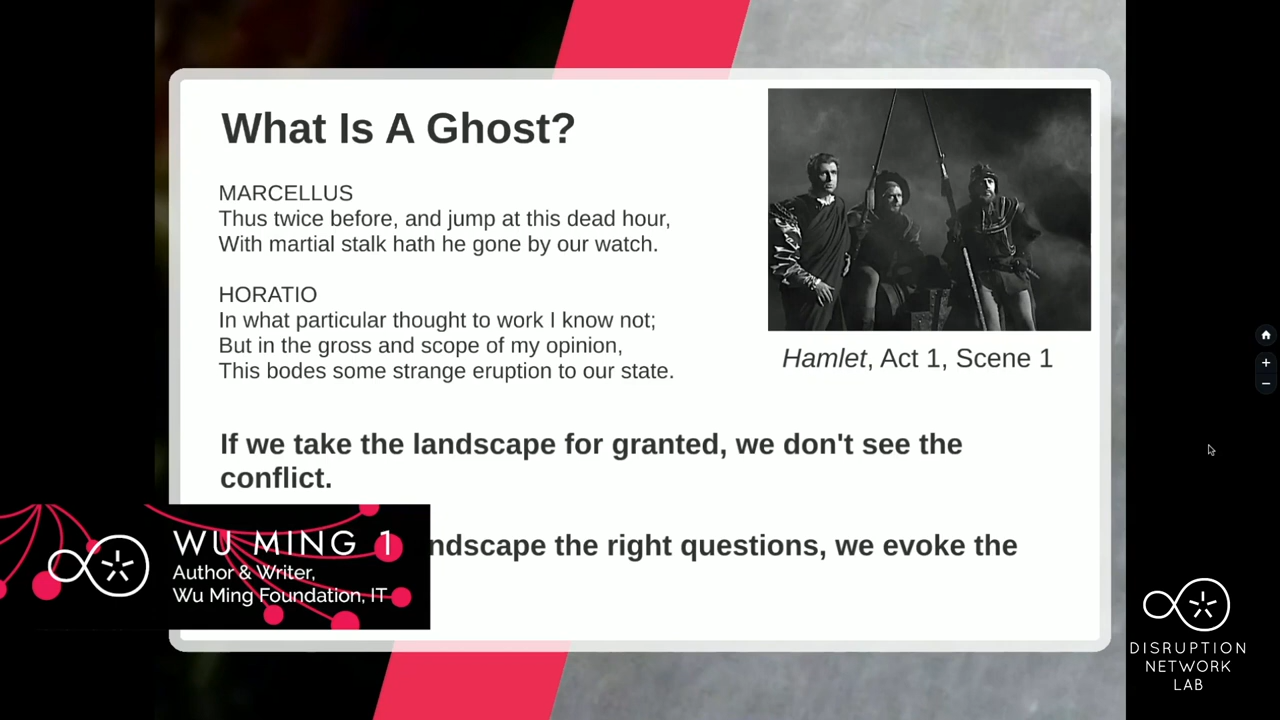 What Is A Ghost?
MARCELLUS
Thus twice before, and jump at this dead hour,
With martial stalk hath he gone by our watch.
HORATIO
In what particular thought to work I know not;
But in the gross and scope of my opinion,
This bodes some strange eruption to our state.
Hamlet, Act 1, Scene 1
If we take the landscape for granted, we don't see the
conflict.
ndscape the right questions, we evoke the
WU MING 1
Author & Writer,
Wu Ming Foundation, IT
DISRUPTION
NETWORK
LAB